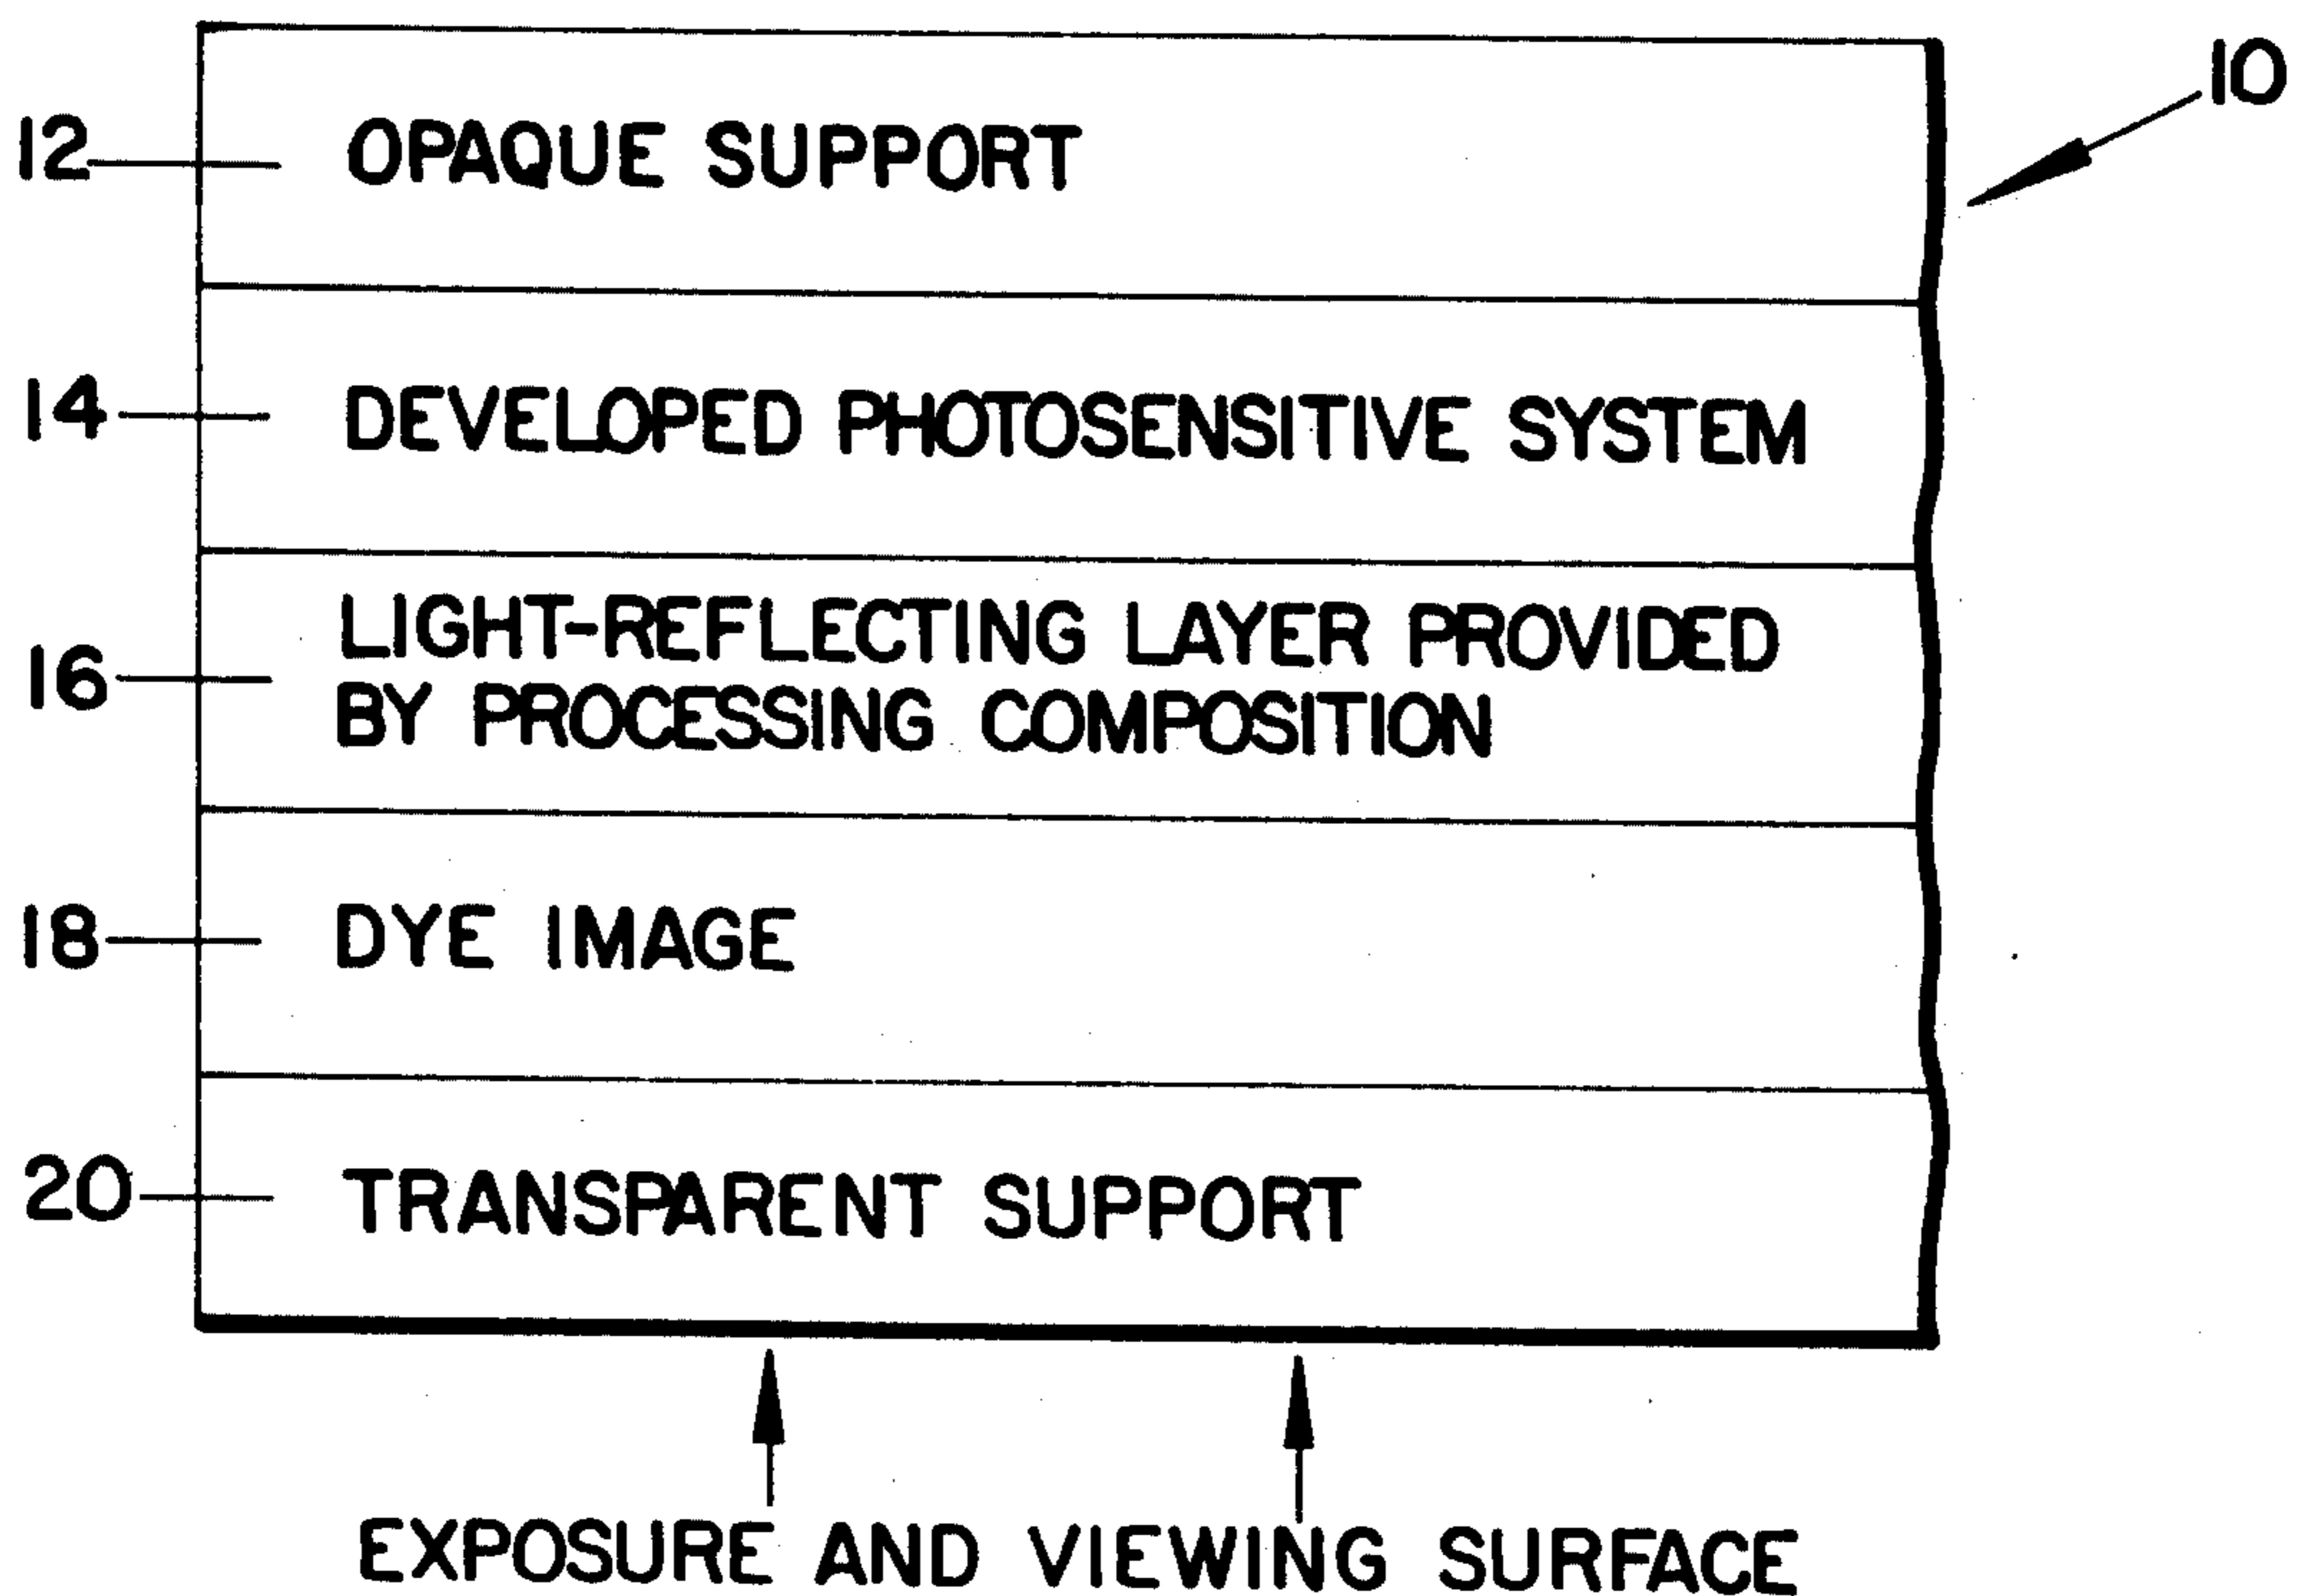 10
12 OPAQUE SUPPORT
14 DEVELOPED PHOTOSENSITIVE SYSTEM
LIGHT-REFLECTING LAYER PROVIDED
16
BY PROCESSING COMPOSITION
18 DYE IMAGE
20 TRANSPARENT SUPPORT
EXPOSURE AND VIEWING SURFACE